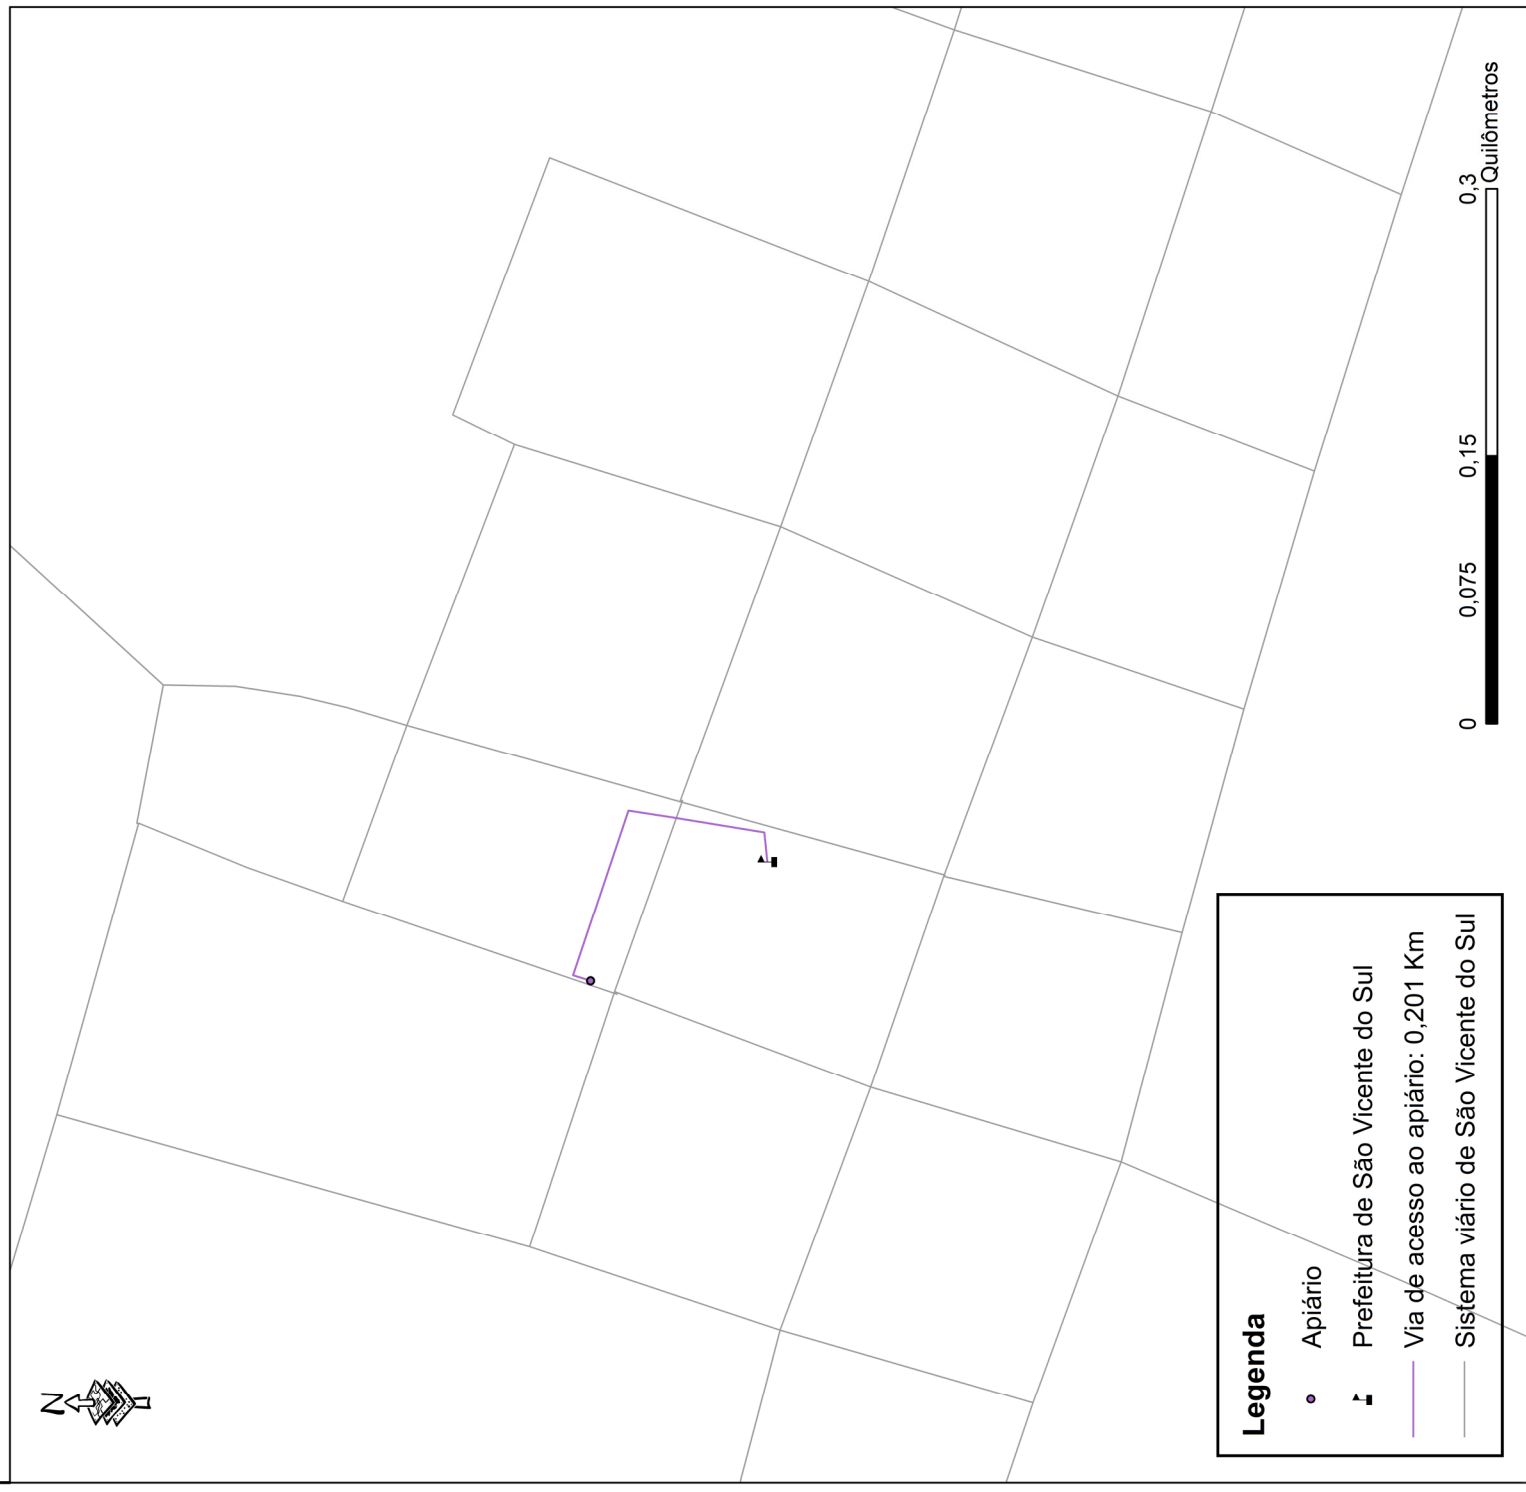 N
Legenda
Apiário
Prefeitura de São Vicente do Sul
Via de acesso ao apiário: 0,201 Km
Sistema viário de São Vicente do Sul
0 0,075 0,15 0,3
Quilômetros